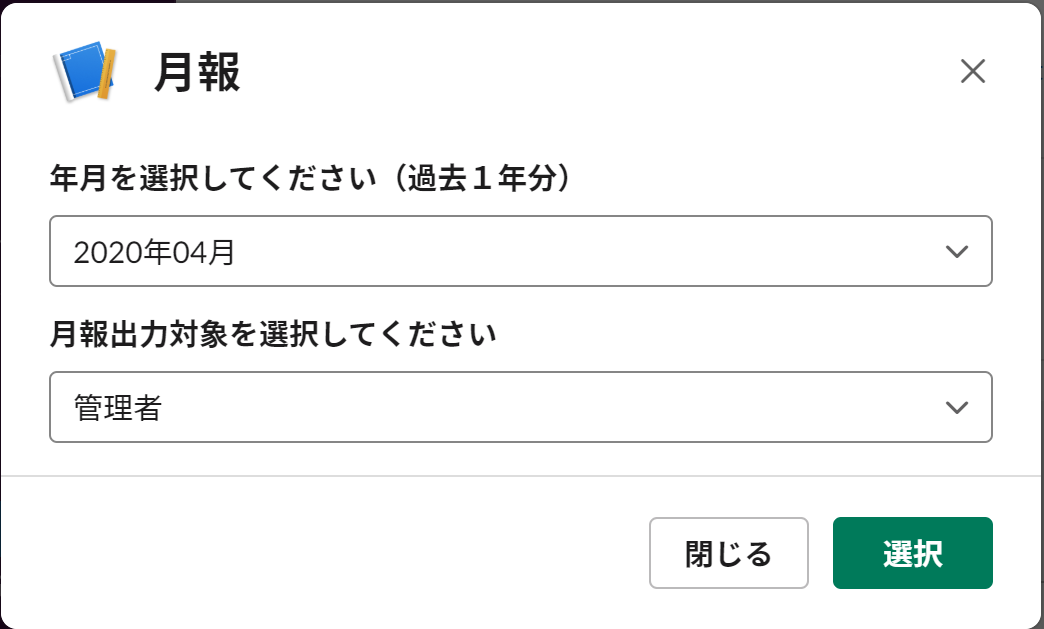 月報
年月を選択してください（過去１年分）
2020年04月
月報出力対象を選択してください
管理者
閉じる
選択